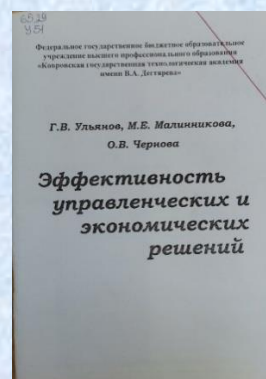 65.29
У 51
Федеральное государственное бюджетное образовательное
учреждение высшего профессионального образования
«Ковровская государственная технологическая академия
имени В.А. Дегтярева»
Г.В. Ульянов, М.Е. Малинникова,
О.В. Чернова
Эффективность
управленческих и
экономических
решений